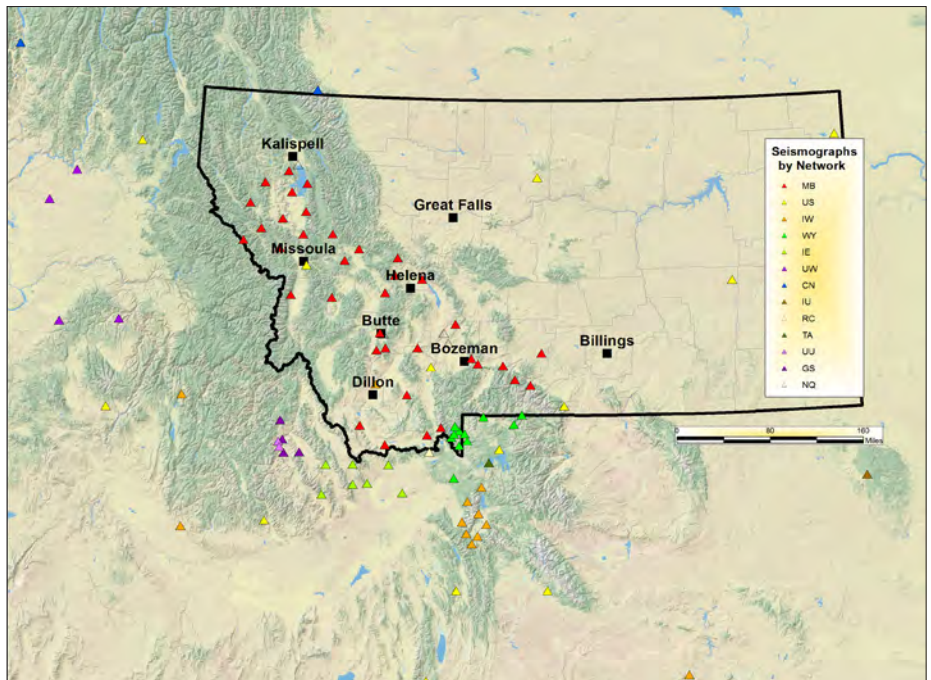 Kalispell
Great Falls
Missoula
Helena
Butte
Bozeman
Billings
Dillon
Seismographs
by Network
MB
US
IW
WY
IE
UW
CN
IU
RC
TA
UU
GS
NQ
0 80 160
Miles